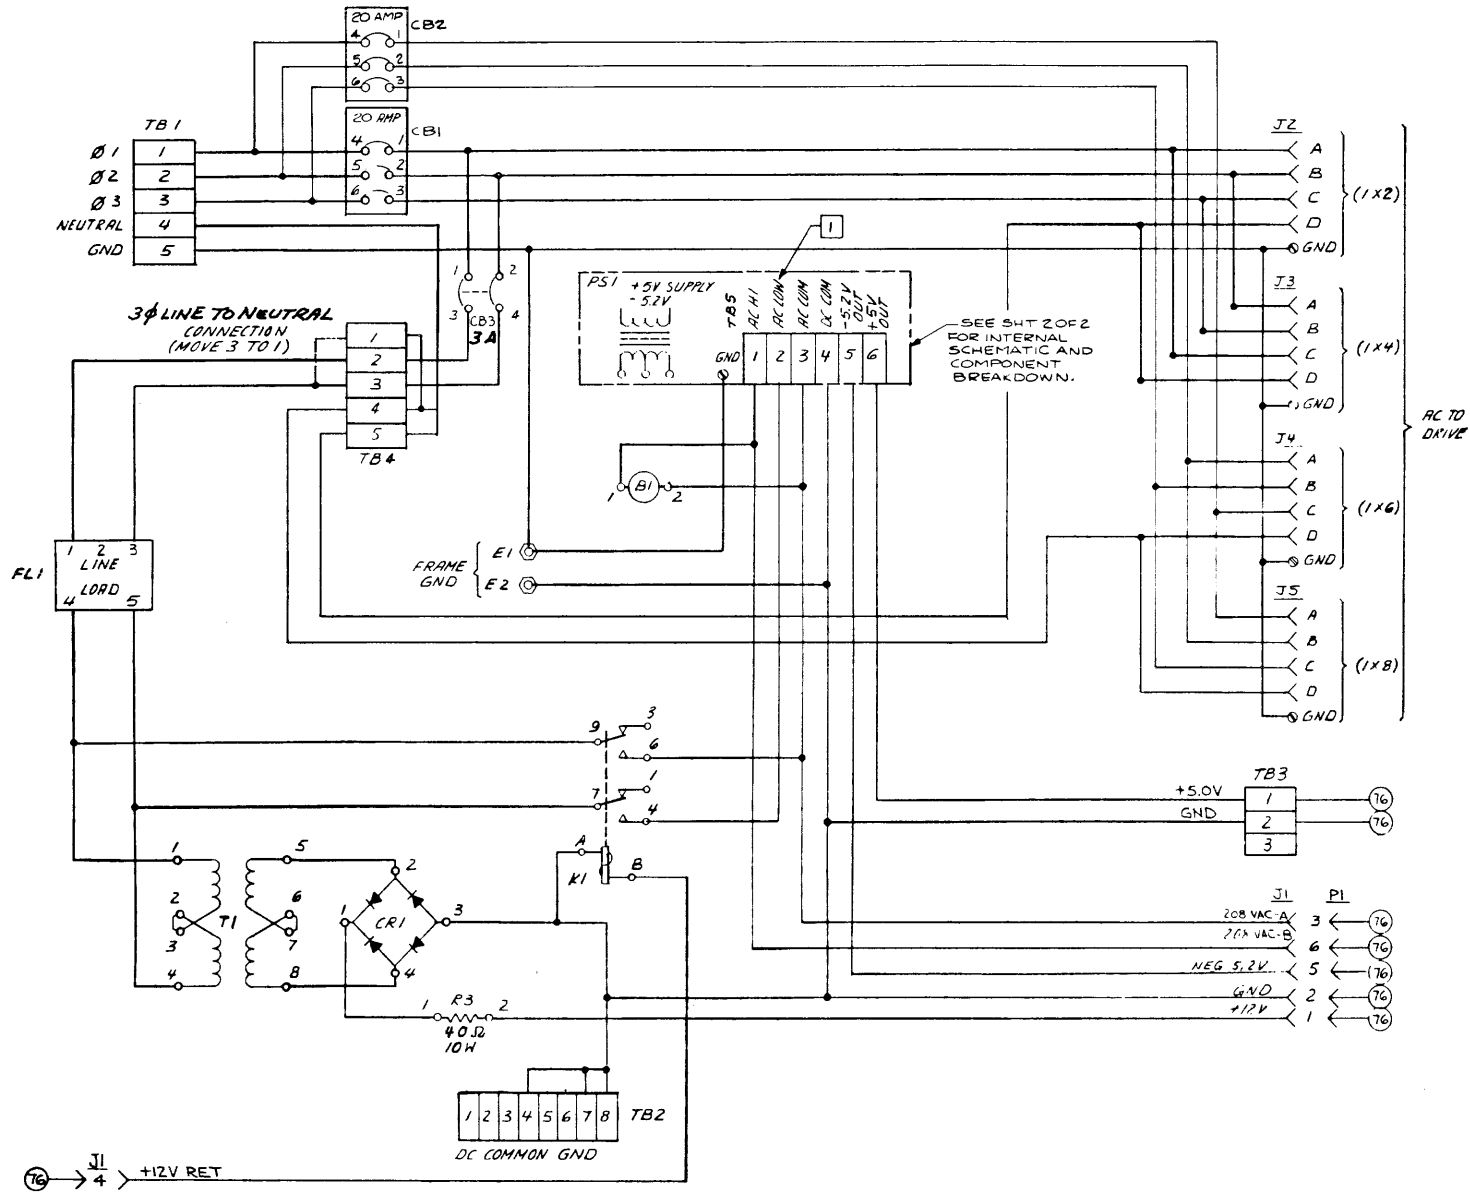 20 AMP
CB2
4 1
5 2
6 3
TB1
20 AMP
CB1
4 1
5 2
6 3
Ø1 1
Ø2 2
Ø3 3
NEUTRAL 4
GND 5
J2
A
B
C
D
GND
(1X2)
1
1 2
3 4
CB3
3A
PS1
+5V SUPPLY
-5.2V
TB5
AC HI
AC LOW
AC COM
DC COM
-5.2V OUT
+5V OUT
GND 1 2 3 4 5 6
SEE SHT 2 OF 2
FOR INTERNAL
SCHEMATIC AND
COMPONENT
BREAKDOWN.
J3
A
B
C
D
GND
(1X4)
3Ø LINE TO NEUTRAL
CONNECTION
(MOVE 3 TO 1)
1
2
3
4
5
TB4
AC TO
DRIVE
J4
A
B
C
D
GND
(1X6)
1 B1 2
FL1
1 2 3
LINE
LOAD
4 5
FRAME
GND
E1
E2
J5
A
B
C
D
GND
(1X8)
9 3
6
7 1
4
A
K1
B
+5.0V
GND
TB3
1 76
2 76
3
1
2
3
4
T1
5
6
7
8
1 2 3 4
CR1
J1 P1
208 VAC-A 3 76
208 VAC-B 6 76
NEG 5.2V 5 76
GND 2 76
+12V 1 76
1 R3 2
40Ω
10W
1 2 3 4 5 6 7 8 TB2
DC COMMON GND
76 J1 4 +12V RET